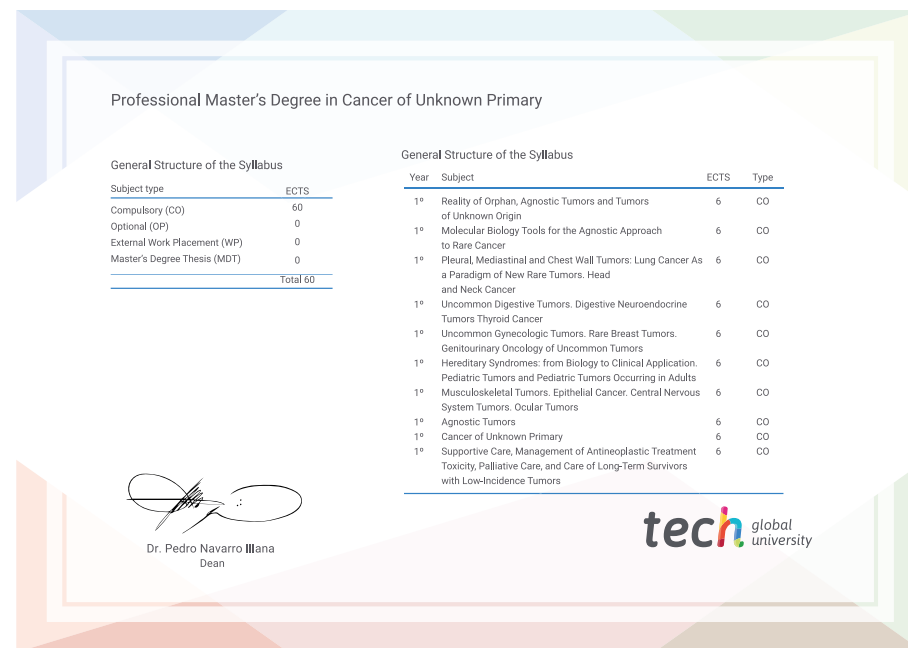 Professional Master's Degree in Cancer of Unknown Primary
General Structure of the Syllabus
Subject type ECTS
Compulsory (CO) 60
Optional (OP) 0
External Work Placement (WP) 0
Master's Degree Thesis (MDT) 0
Total 60
General Structure of the Syllabus
Year Subject ECTS Type
1º Reality of Orphan, Agnostic Tumors and Tumors 6 CO
of Unknown Origin
1º Molecular Biology Tools for the Agnostic Approach 6 CO
to Rare Cancer
1º Pleural, Mediastinal and Chest Wall Tumors: Lung Cancer As 6 CO
a Paradigm of New Rare Tumors. Head
and Neck Cancer
1º Uncommon Digestive Tumors. Digestive Neuroendocrine 6 CO
Tumors Thyroid Cancer
1º Uncommon Gynecologic Tumors. Rare Breast Tumors. 6 CO
Genitourinary Oncology of Uncommon Tumors
1º Hereditary Syndromes: from Biology to Clinical Application. 6 CO
Pediatric Tumors and Pediatric Tumors Occurring in Adults
1º Musculoskeletal Tumors. Epithelial Cancer. Central Nervous 6 CO
System Tumors. Ocular Tumors
1º Agnostic Tumors 6 CO
1º Cancer of Unknown Primary 6 CO
1º Supportive Care, Management of Antineoplastic Treatment 6 CO
Toxicity, Palliative Care, and Care of Long-Term Survivors
with Low-Incidence Tumors
Dr. Pedro Navarro Illana
Dean
tech global
university